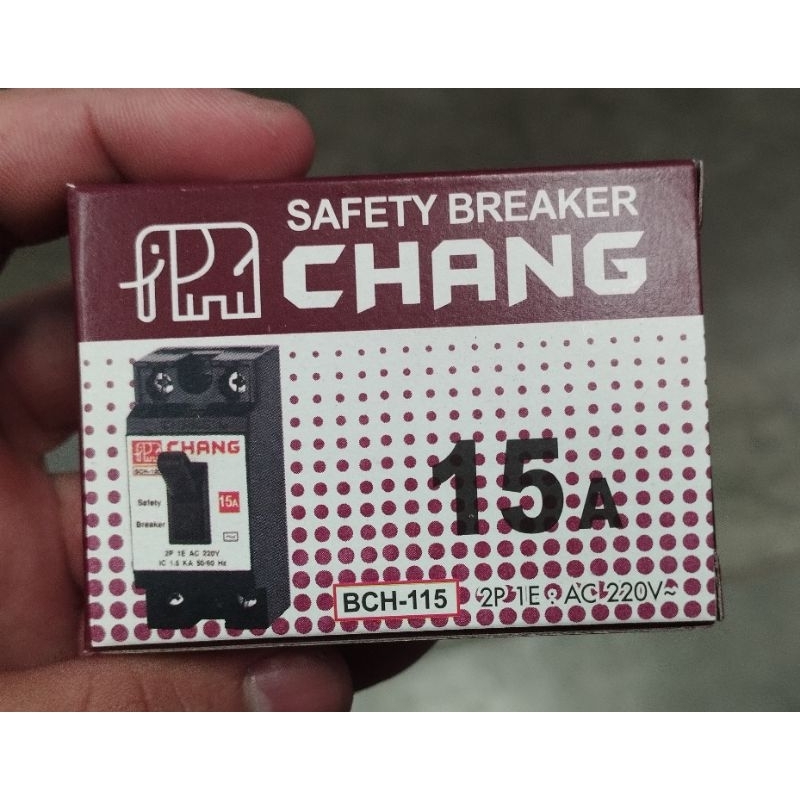 SAFETY BREAKER
CHANG
CHANG
Safety
15A
Breaker
2P 1E AC 220V
IC 1.5 KA 50/60 Hz
15A
BCH-115
2P 1E • AC 220V~